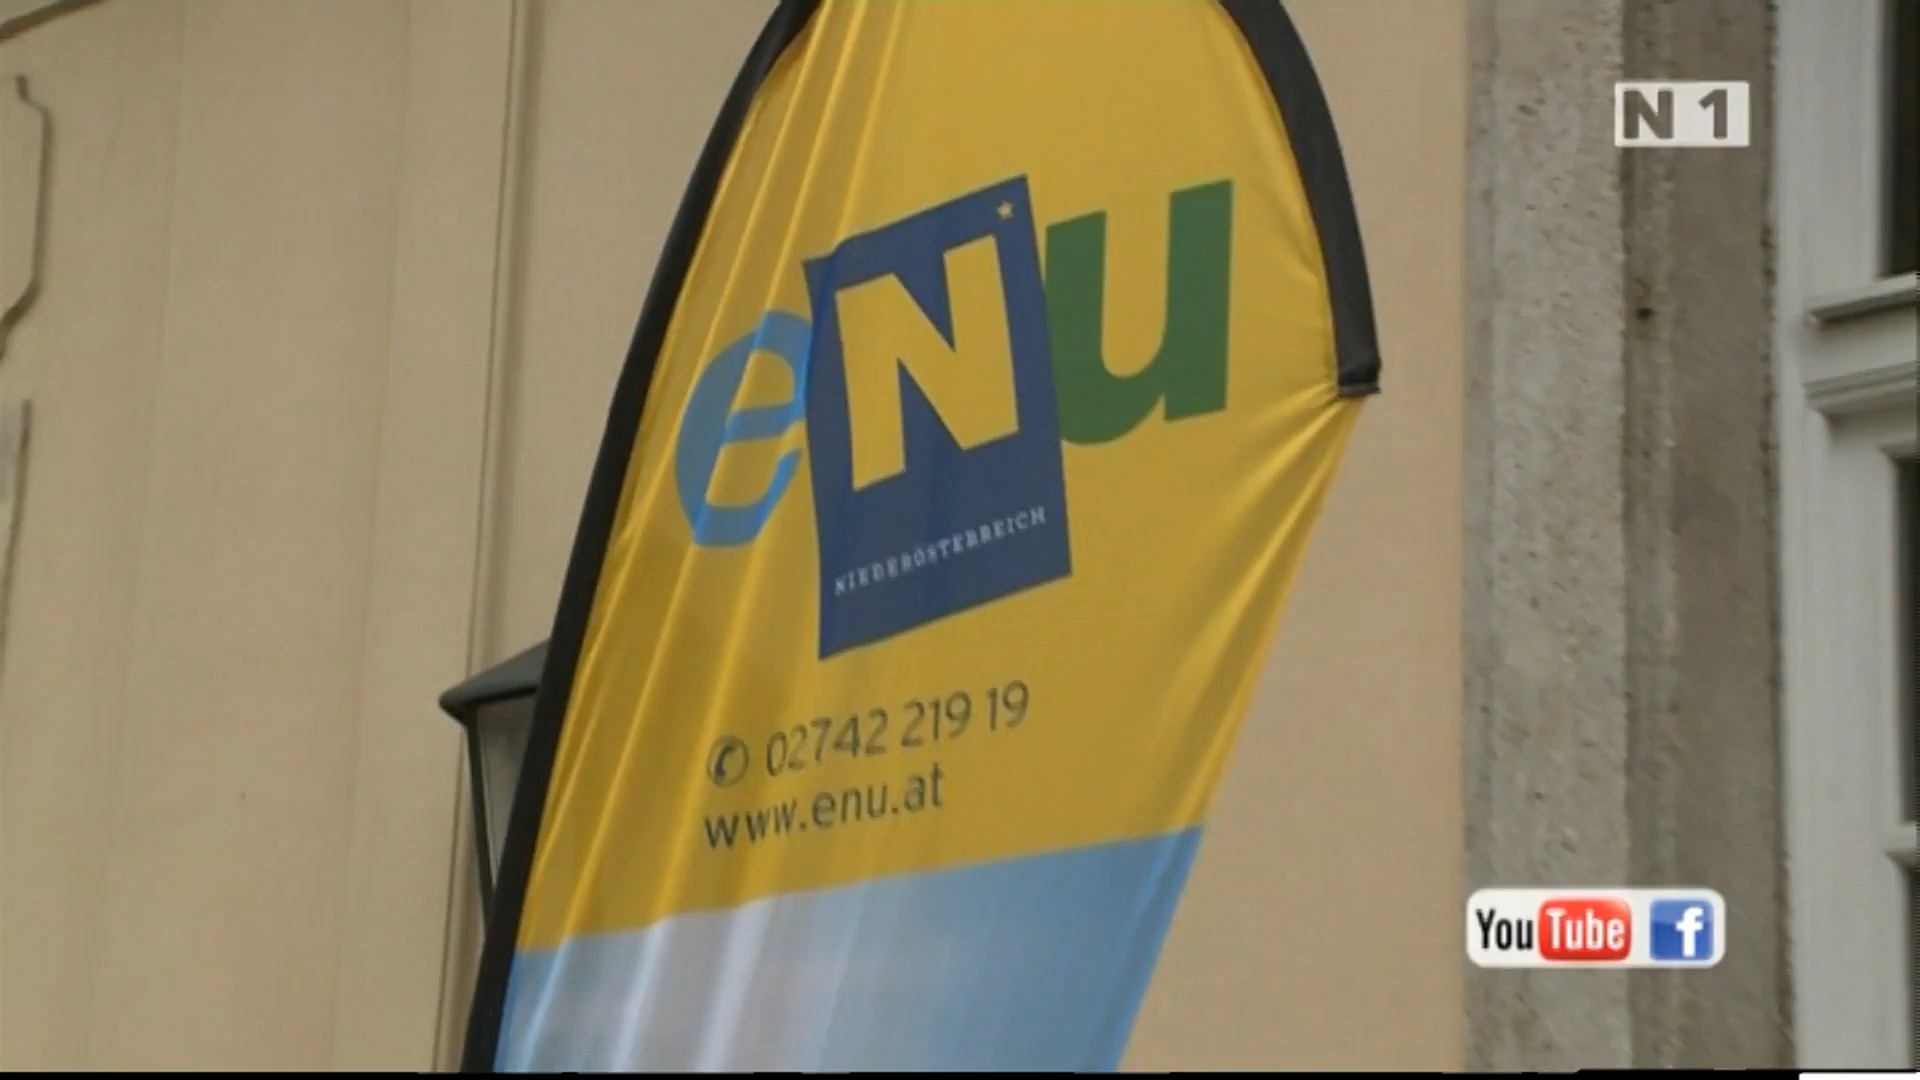 N 1
eNu
NIEDERÖSTERREICH
✆ 02742 219 19
www.enu.at
YouTube f